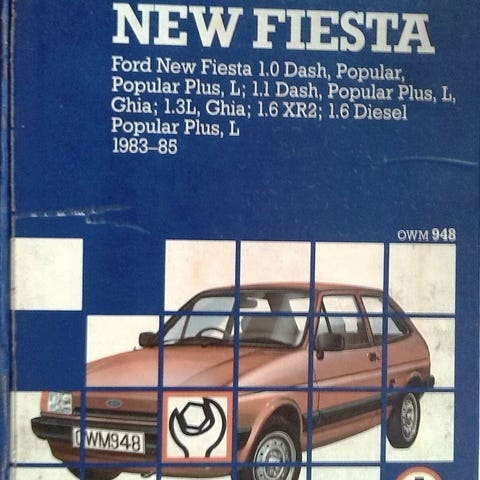 NEW FIESTA
Ford New Fiesta 1.0 Dash, Popular,
Popular Plus, L; 1.1 Dash, Popular Plus, L,
Ghia; 1.3L, Ghia; 1.6 XR2; 1.6 Diesel
Popular Plus, L
1983–85
OWM 948
Ford
OWM948